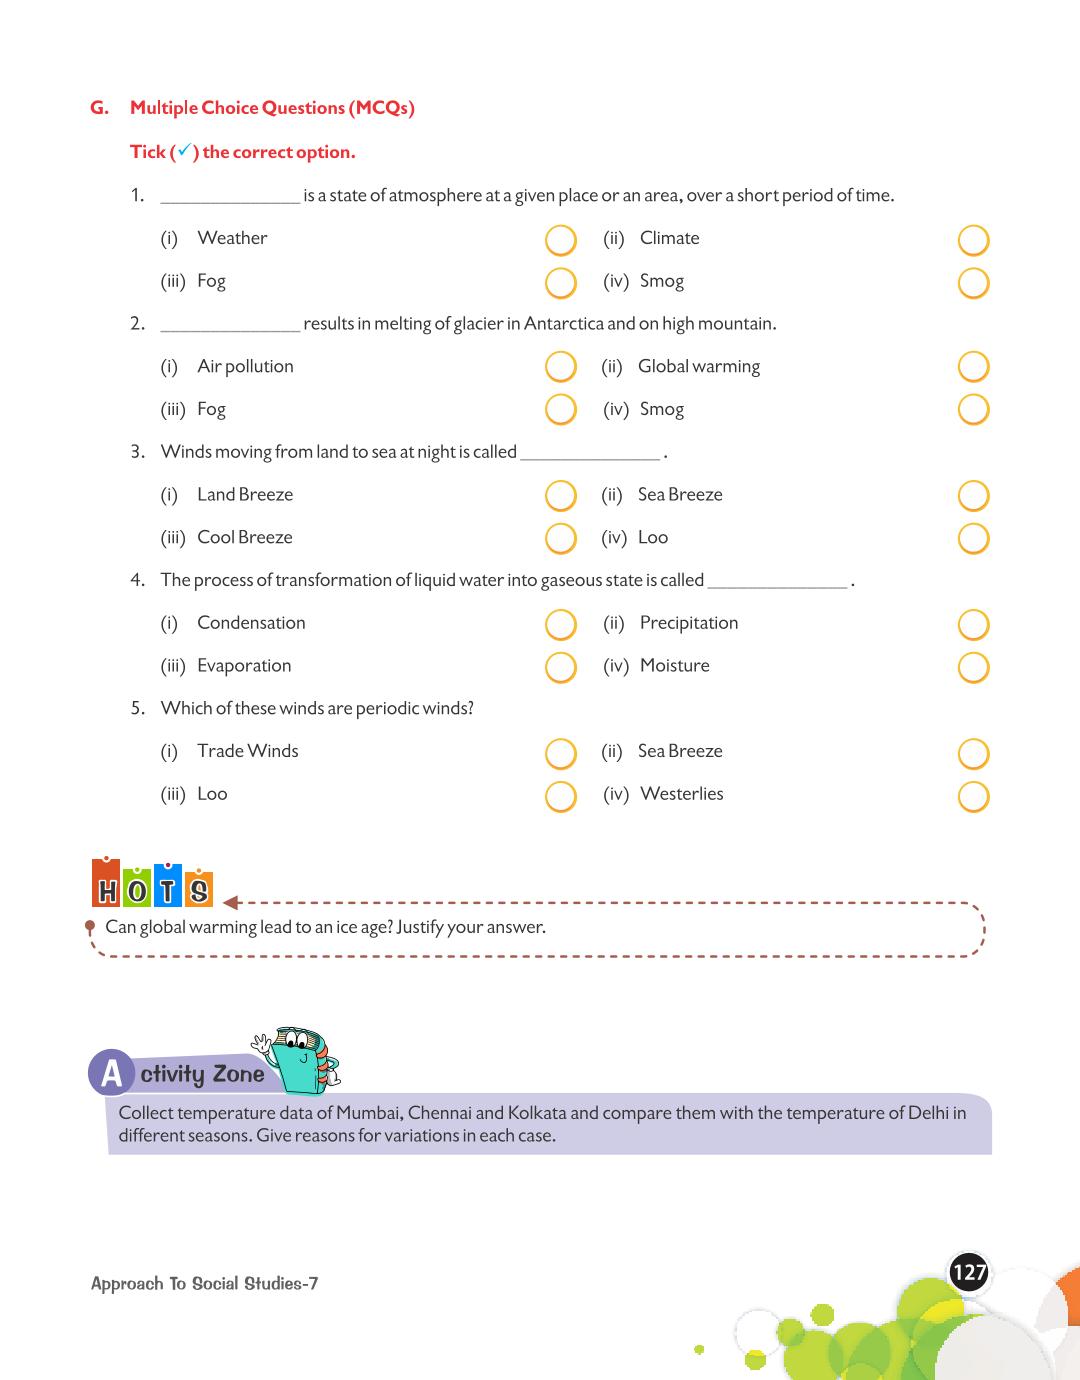 G. Multiple Choice Questions (MCQs)
Tick (✓) the correct option.
1. ______________ is a state of atmosphere at a given place or an area, over a short period of time.
(i) Weather (ii) Climate
(iii) Fog (iv) Smog
2. ______________ results in melting of glacier in Antarctica and on high mountain.
(i) Air pollution (ii) Global warming
(iii) Fog (iv) Smog
3. Winds moving from land to sea at night is called ______________ .
(i) Land Breeze (ii) Sea Breeze
(iii) Cool Breeze (iv) Loo
4. The process of transformation of liquid water into gaseous state is called ______________ .
(i) Condensation (ii) Precipitation
(iii) Evaporation (iv) Moisture
5. Which of these winds are periodic winds?
(i) Trade Winds (ii) Sea Breeze
(iii) Loo (iv) Westerlies
HOTS
Can global warming lead to an ice age? Justify your answer.
Activity Zone
Collect temperature data of Mumbai, Chennai and Kolkata and compare them with the temperature of Delhi in
different seasons. Give reasons for variations in each case.
Approach To Social Studies-7
127